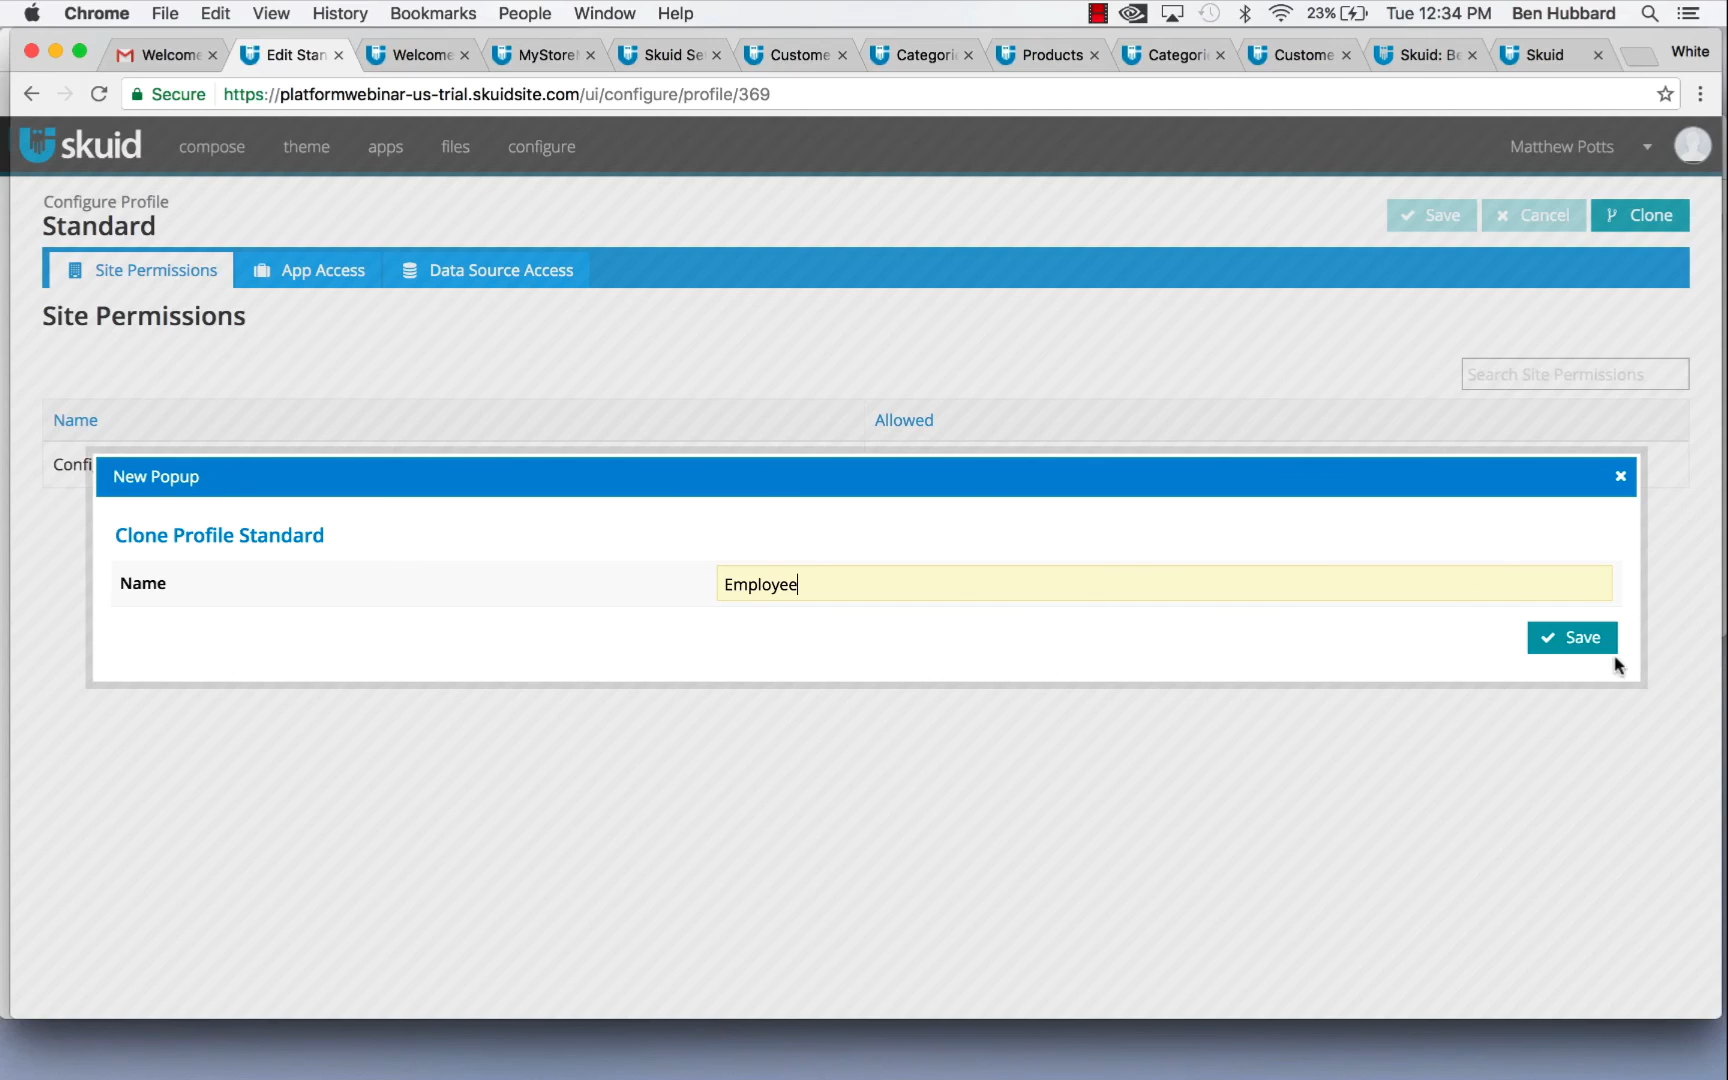 Chrome File Edit View History Bookmarks People Window Help 23% Tue 12:34 PM Ben Hubbard
Welcome Edit Stan Welcome MyStore Skuid Se Custome Categori Products Categori Custome Skuid: Be Skuid White
Secure https://platformwebinar-us-trial.skuidsite.com/ui/configure/profile/369
skuid compose theme apps files configure Matthew Potts
Configure Profile
Standard
Save Cancel Clone
Site Permissions App Access Data Source Access
Site Permissions
Search Site Permissions
Name Allowed
Confi
New Popup
Clone Profile Standard
Name Employee
Save